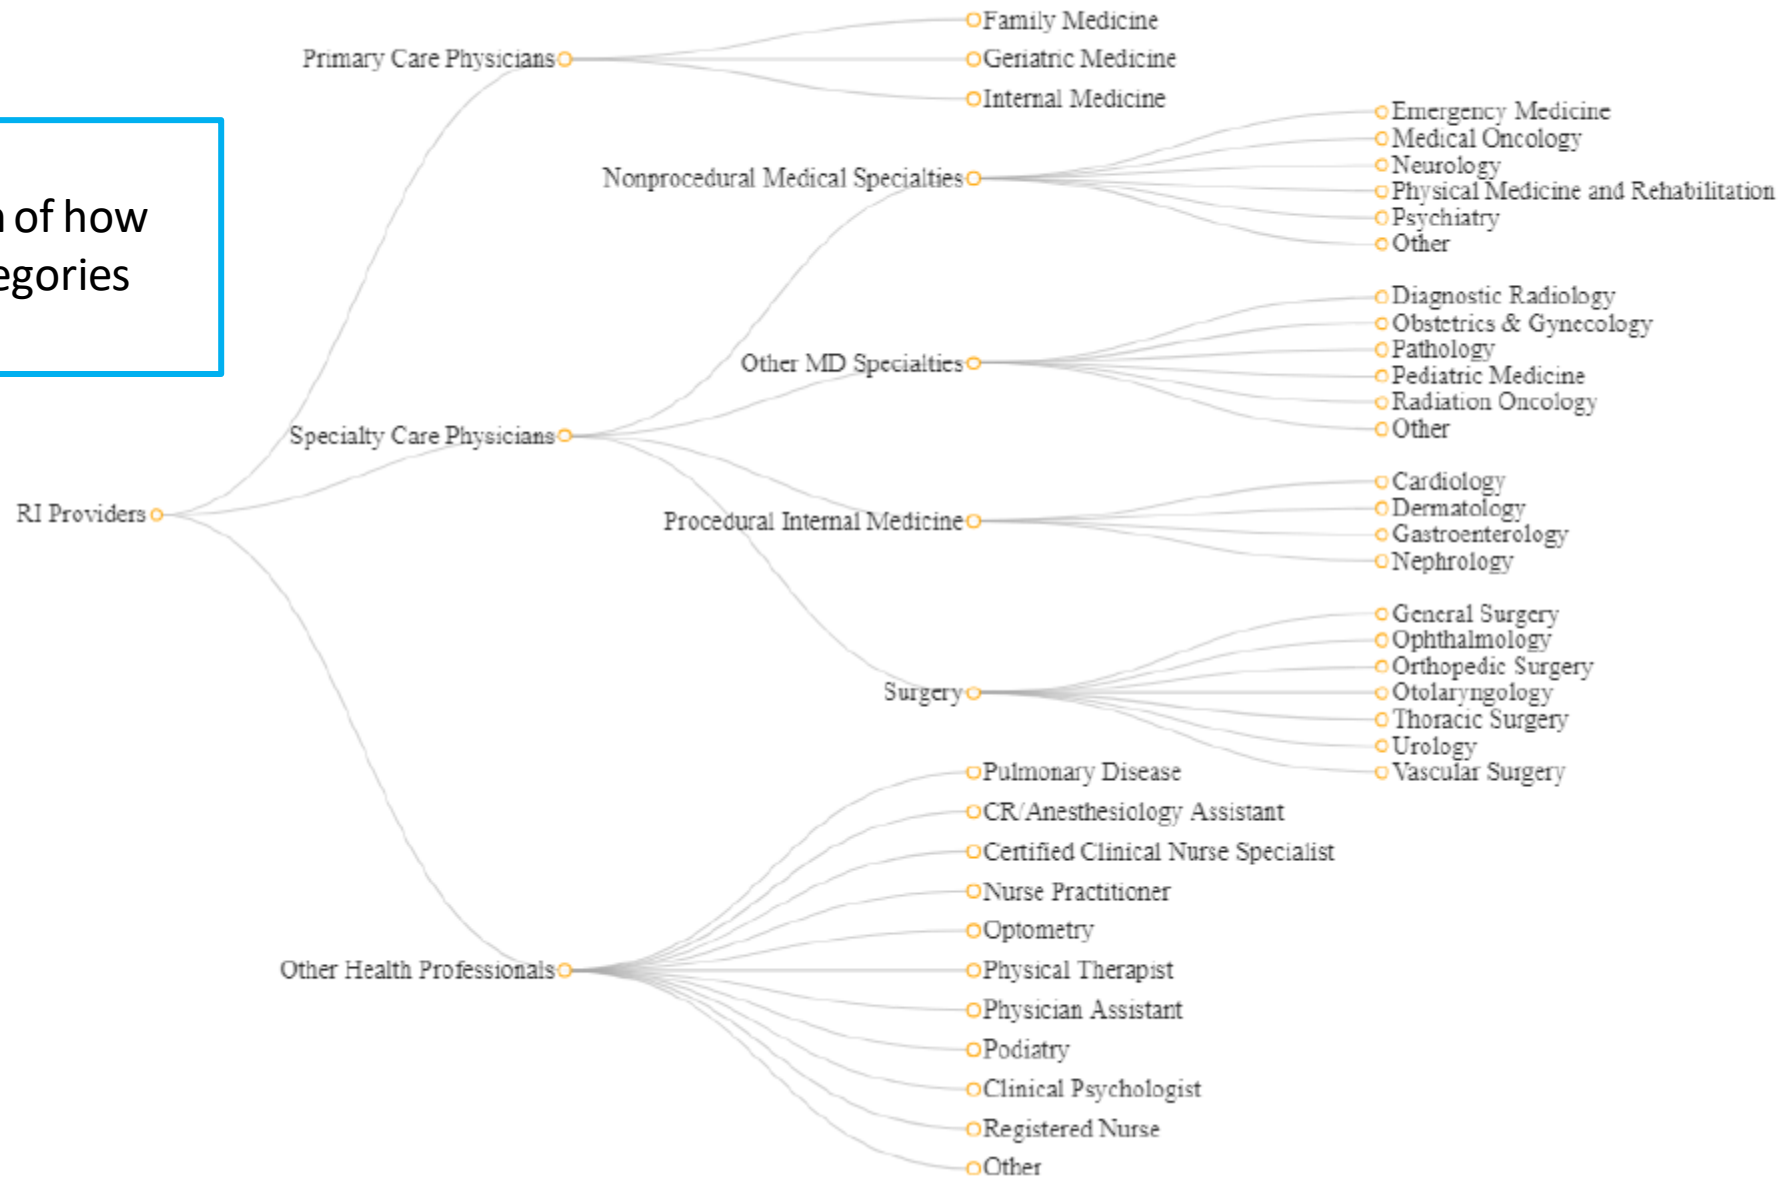 of how
RI Providers
Primary Care Physicians
Family Medicine
Geriatric Medicine
Internal Medicine
Specialty Care Physicians
Nonprocedural Medical Specialties
Emergency Medicine
Medical Oncology
Neurology
Physical Medicine and Rehabilitation
Psychiatry
Other
Other MD Specialties
Diagnostic Radiology
Obstetrics & Gynecology
Pathology
Pediatric Medicine
Radiation Oncology
Other
Procedural Internal Medicine
Cardiology
Dermatology
Gastroenterology
Nephrology
Surgery
General Surgery
Ophthalmology
Orthopedic Surgery
Otolaryngology
Thoracic Surgery
Urology
Vascular Surgery
Other Health Professionals
Pulmonary Disease
CR/Anesthesiology Assistant
Certified Clinical Nurse Specialist
Nurse Practitioner
Optometry
Physical Therapist
Physician Assistant
Podiatry
Clinical Psychologist
Registered Nurse
Other